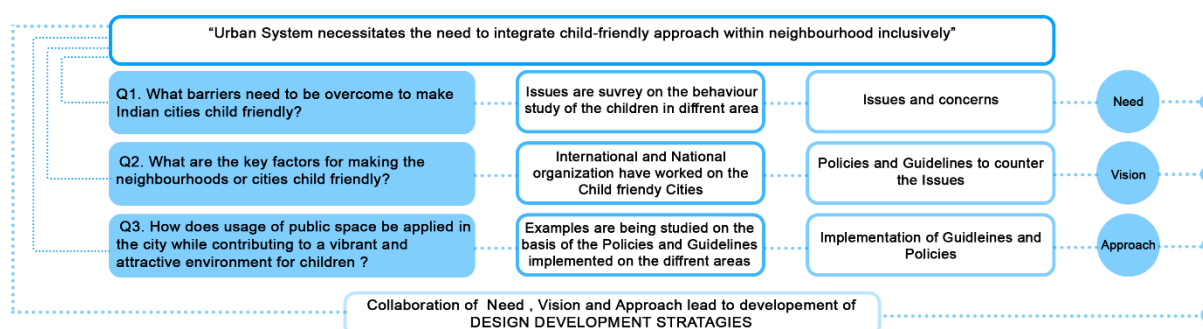 “Urban System necessitates the need to integrate child-friendly approach within neighbourhood inclusively”
Q1. What barriers need to be overcome to make
Indian cities child friendly?
Issues are suvrey on the behaviour
study of the children in diffrent area
Issues and concerns
Need
Q2. What are the key factors for making the
neighbourhoods or cities child friendly?
International and National
organization have worked on the
Child friendy Cities
Policies and Guidelines to counter
the Issues
Vision
Q3. How does usage of public space be applied in
the city while contributing to a vibrant and
attractive environment for children ?
Examples are being studied on the
basis of the Policies and Guidelines
implemented on the diffrent areas
Implementation of Guidleines and
Policies
Approach
Collaboration of Need , Vision and Approach lead to developement of
DESIGN DEVELOPMENT STRATAGIES